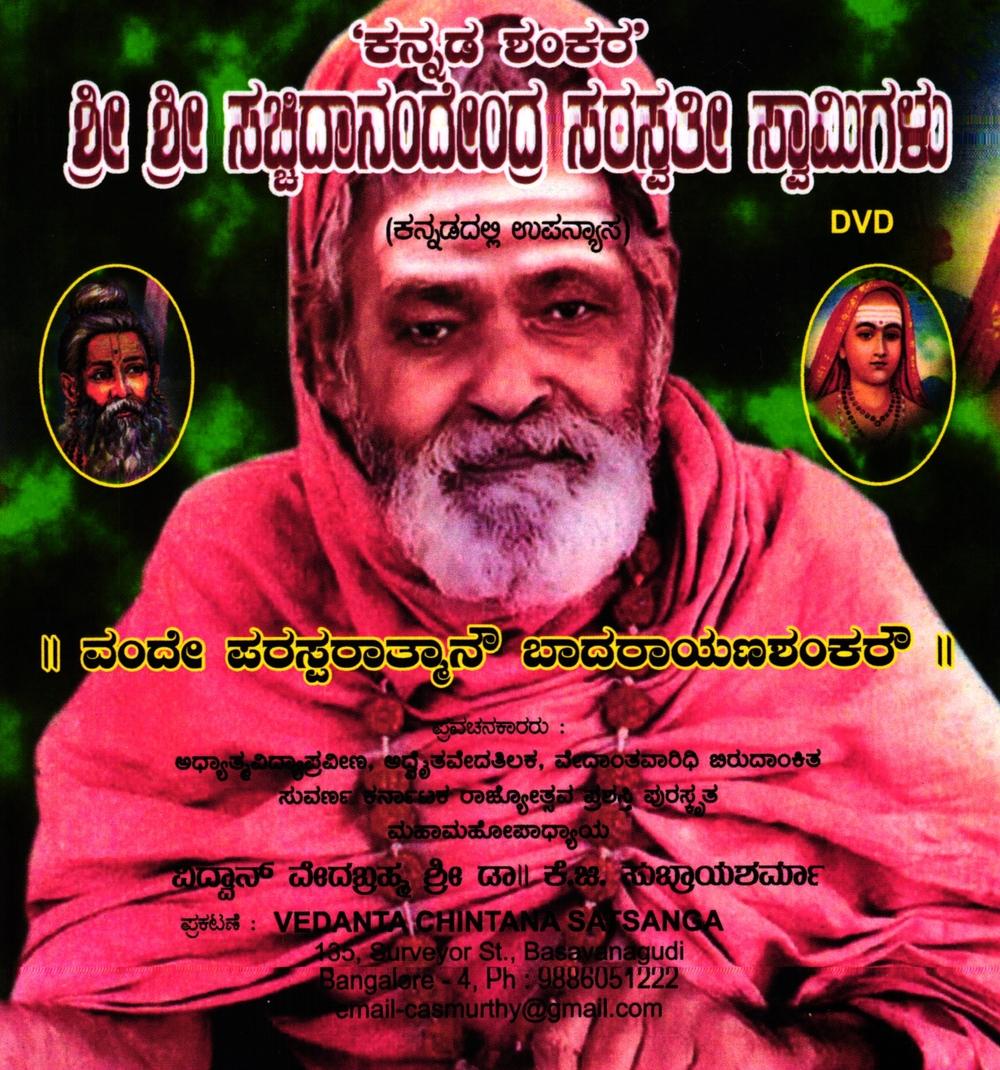 ‘ಕನ್ನಡ ಶಂಕರ’
ಶ್ರೀ ಶ್ರೀ ಸಚ್ಚಿದಾನಂದೇಂದ್ರ ಸರಸ್ವತೀ ಸ್ವಾಮಿಗಳು
(ಕನ್ನಡದಲ್ಲಿ ಉಪನ್ಯಾಸ)
DVD
॥ ವಂದೇ ಪರಸ್ಪರಾತ್ಮಾನೌ ಬಾದರಾಯಣಶಂಕರೌ ॥
ಪ್ರವಚನಕಾರರು :
ಅಧ್ಯಾತ್ಮವಿದ್ಯಾಪ್ರವೀಣ, ಅದ್ವೈತವೇದತಿಲಕ, ವೇದಾಂತವಾರಿಧಿ ಬಿರುದಾಂಕಿತ
ಸುವರ್ಣ ಕರ್ನಾಟಕ ರಾಜ್ಯೋತ್ಸವ ಪ್ರಶಸ್ತಿ ಪುರಸ್ಕೃತ
ಮಹಾಮಹೋಪಾಧ್ಯಾಯ
ವಿದ್ವಾನ್ ವೇದಬ್ರಹ್ಮ ಶ್ರೀ ಡಾ॥ ಕೆ.ಜಿ. ಸುಬ್ರಾಯಶರ್ಮಾ
ಪ್ರಕಟಣೆ : VEDANTA CHINTANA SATSANGA
165, Surveyor St., Basavanagudi
Bangalore - 4, Ph : 9886051222
email-casmurthy@gmail.com